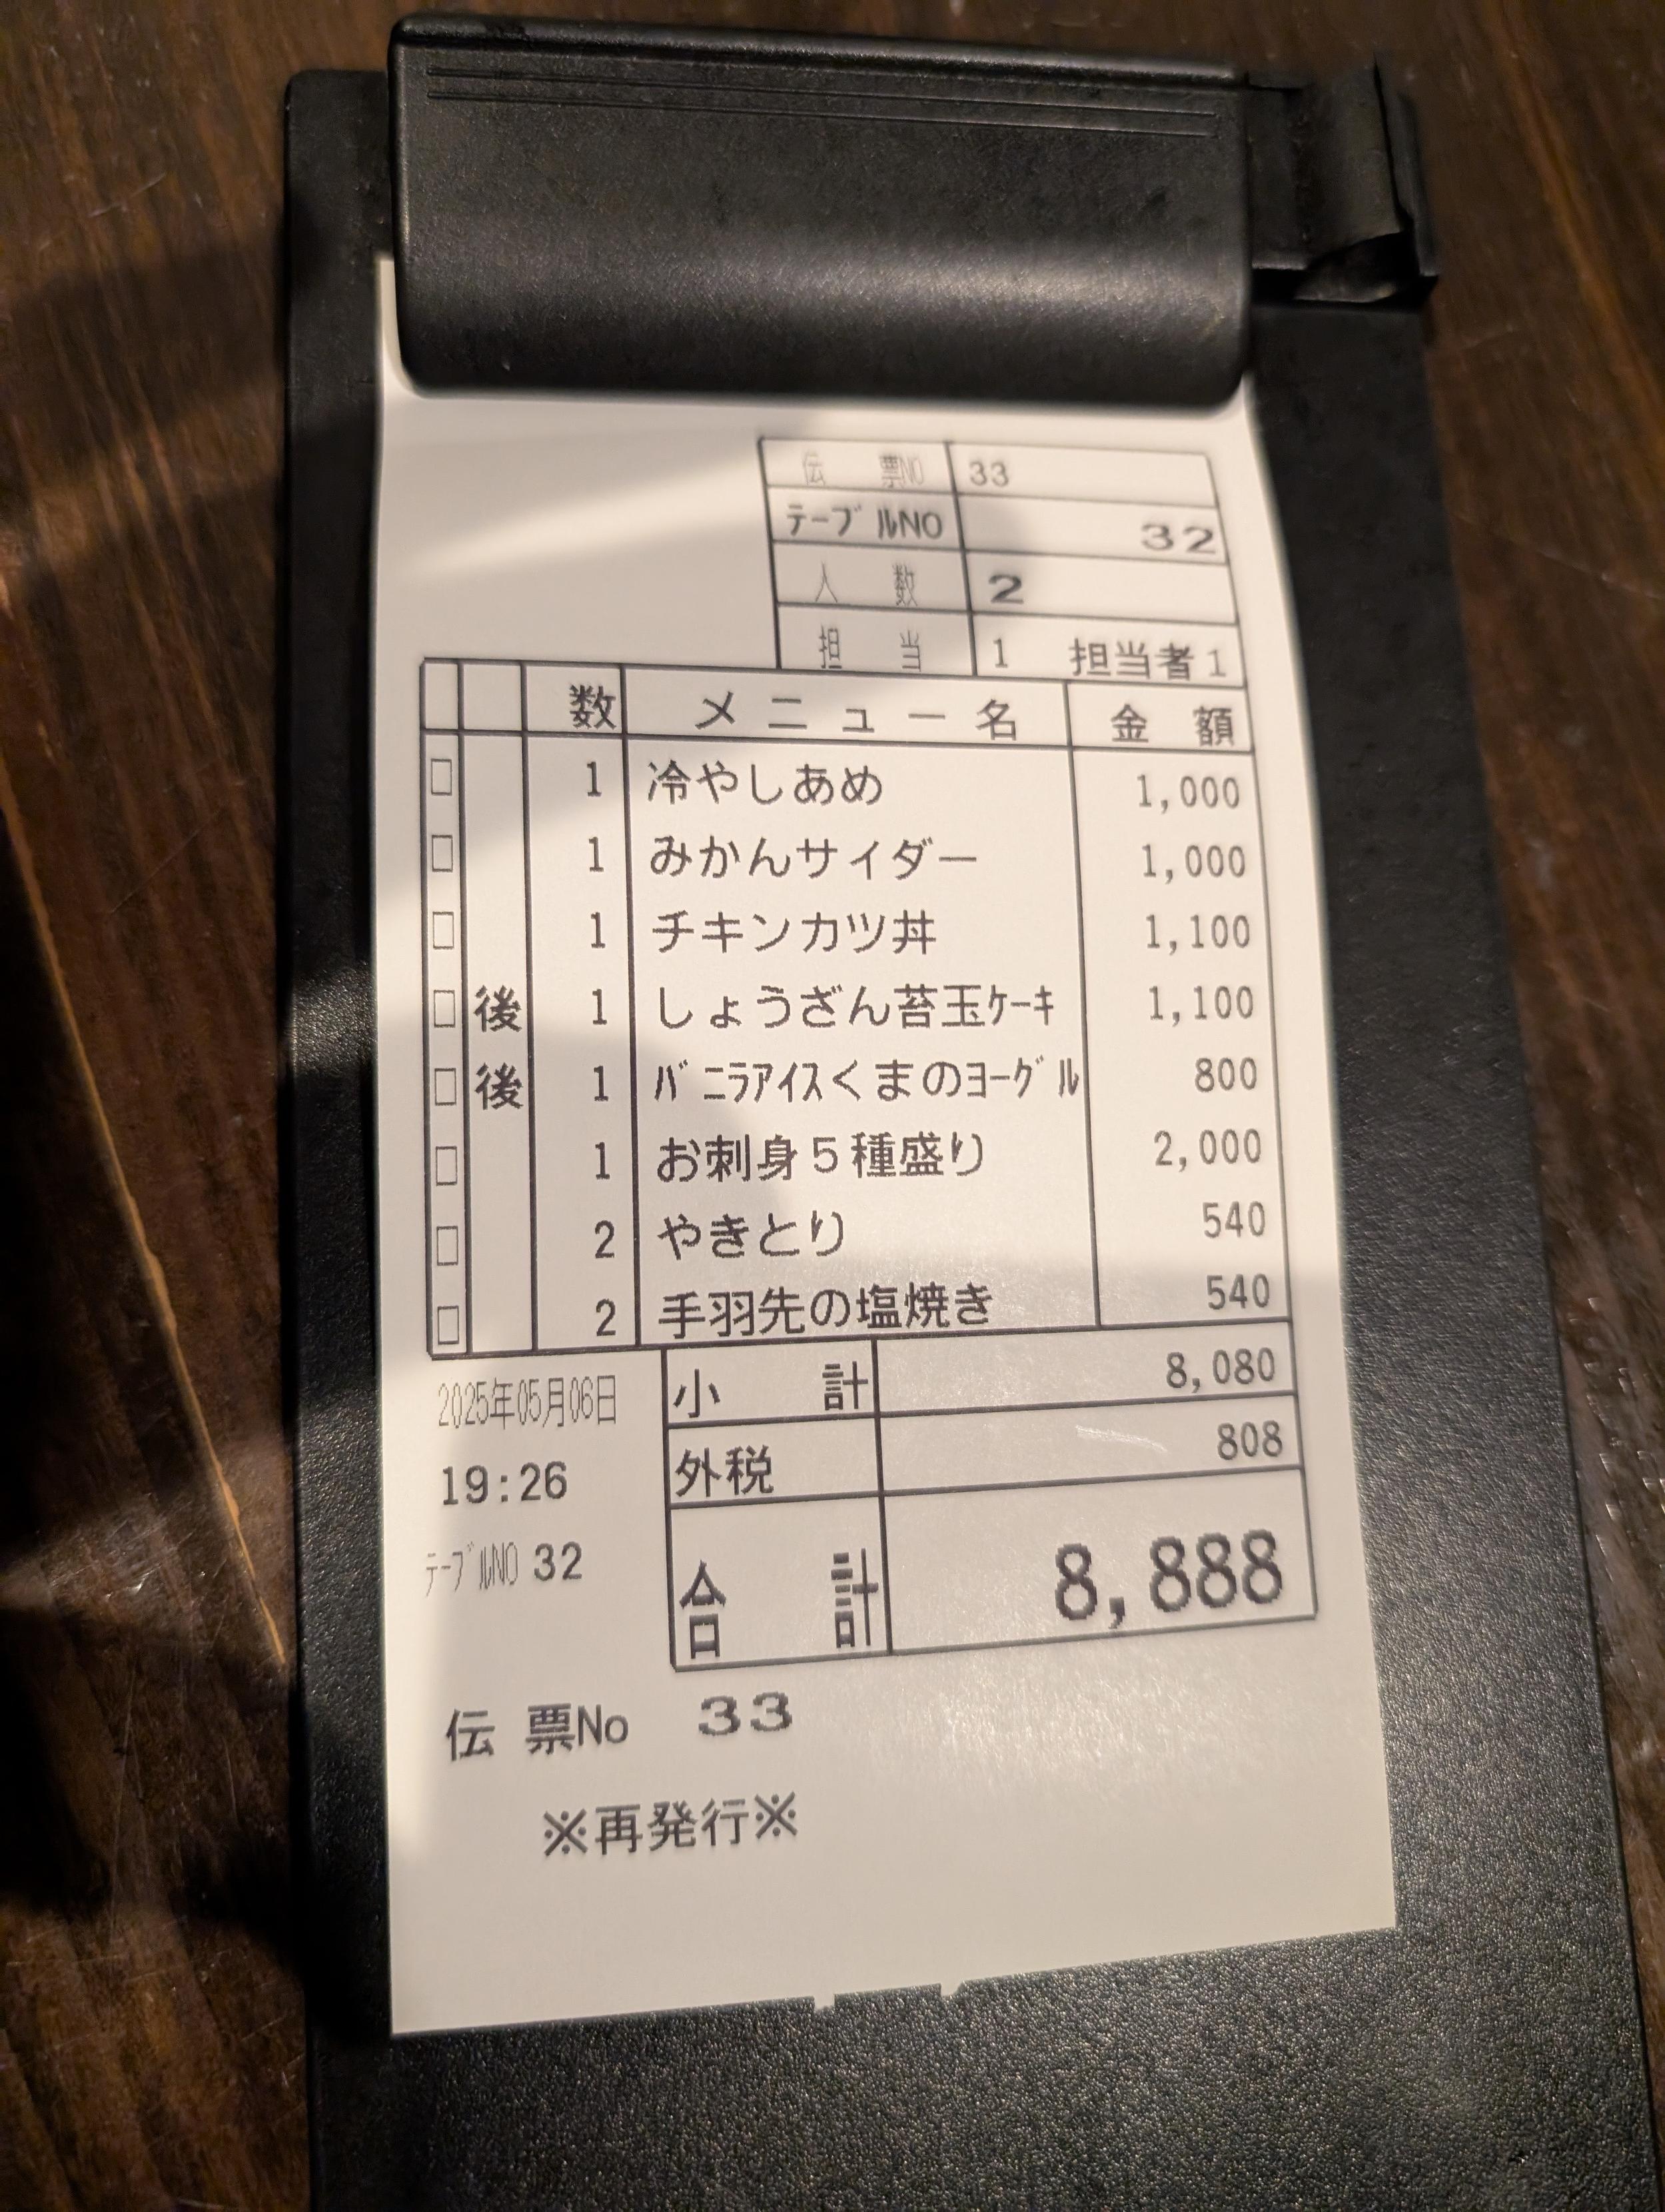 伝 票NO 33
ﾃｰﾌﾞﾙNO 32
人 数 2
担 当 1 担当者1
数 メニュー名 金 額
□ 1 冷やしあめ 1,000
□ 1 みかんサイダー 1,000
□ 1 チキンカツ丼 1,100
□ 後 1 しょうざん苔玉ｹｰｷ 1,100
□ 後 1 ﾊﾞﾆﾗｱｲｽくまのﾖｰｸﾞﾙ 800
□ 1 お刺身５種盛り 2,000
□ 2 やきとり 540
□ 2 手羽先の塩焼き 540
小 計 8,080
外税 808
合 計 8,888
2025年05月06日
19:26
ﾃｰﾌﾞﾙNO 32
伝 票No 33
※再発行※